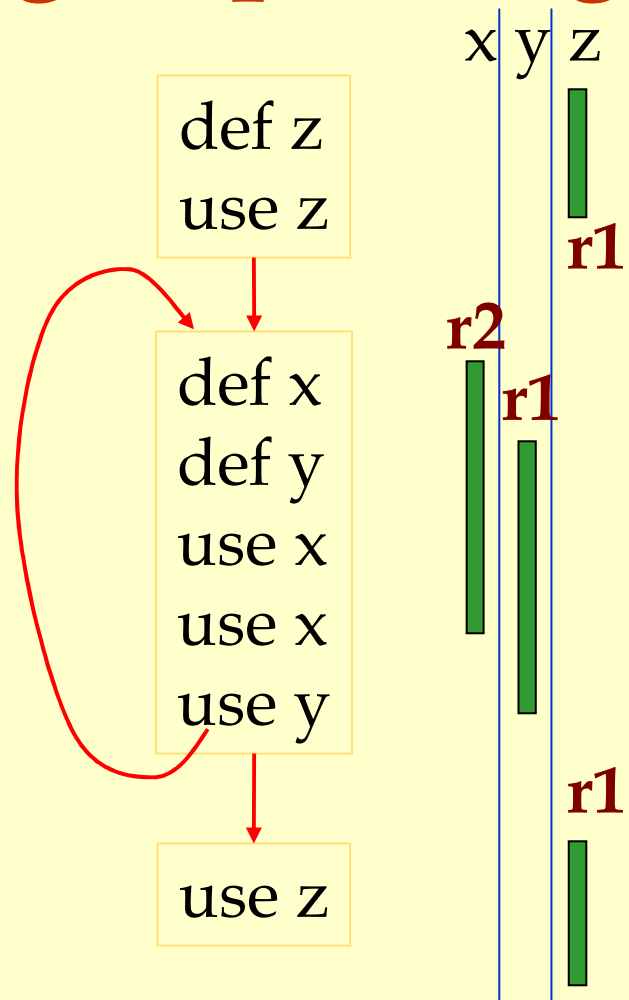 x y z
def z
use z
r1
r2
r1
def x
def y
use x
use x
use y
r1
use z